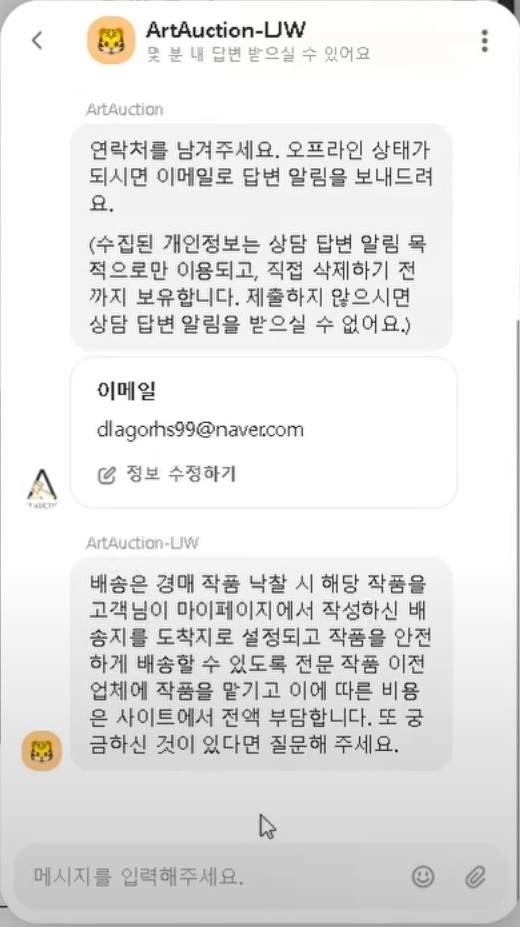 ArtAuction-LJW
몇 분 내 답변 받으실 수 있어요
ArtAuction
연락처를 남겨주세요. 오프라인 상태가
되시면 이메일로 답변 알림을 보내드려
요.
(수집된 개인정보는 상담 답변 알림 목
적으로만 이용되고, 직접 삭제하기 전
까지 보유합니다. 제출하지 않으시면
상담 답변 알림을 받으실 수 없어요.)
이메일
dlagorhs99@naver.com
정보 수정하기
ArtAuction-LJW
배송은 경매 작품 낙찰 시 해당 작품을
고객님이 마이페이지에서 작성하신 배
송지를 도착지로 설정되고 작품을 안전
하게 배송할 수 있도록 전문 작품 이전
업체에 작품을 맡기고 이에 따른 비용
은 사이트에서 전액 부담합니다. 또 궁
금하신 것이 있다면 질문해 주세요.
메시지를 입력해주세요.